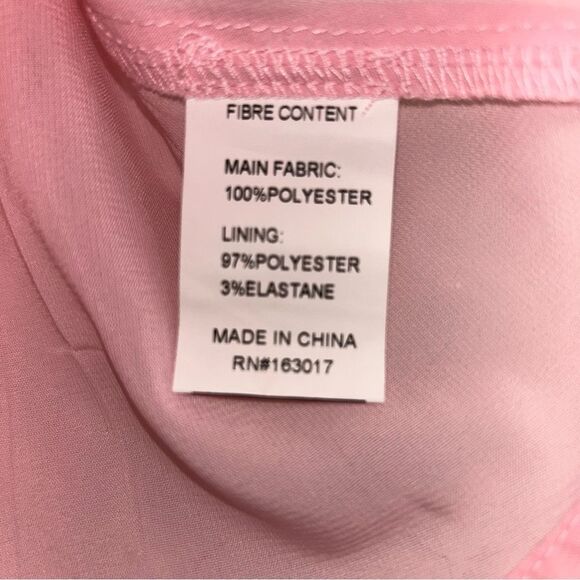 FIBRE CONTENT
MAIN FABRIC:
100%POLYESTER
LINING:
97%POLYESTER
3%ELASTANE
MADE IN CHINA
RN#163017